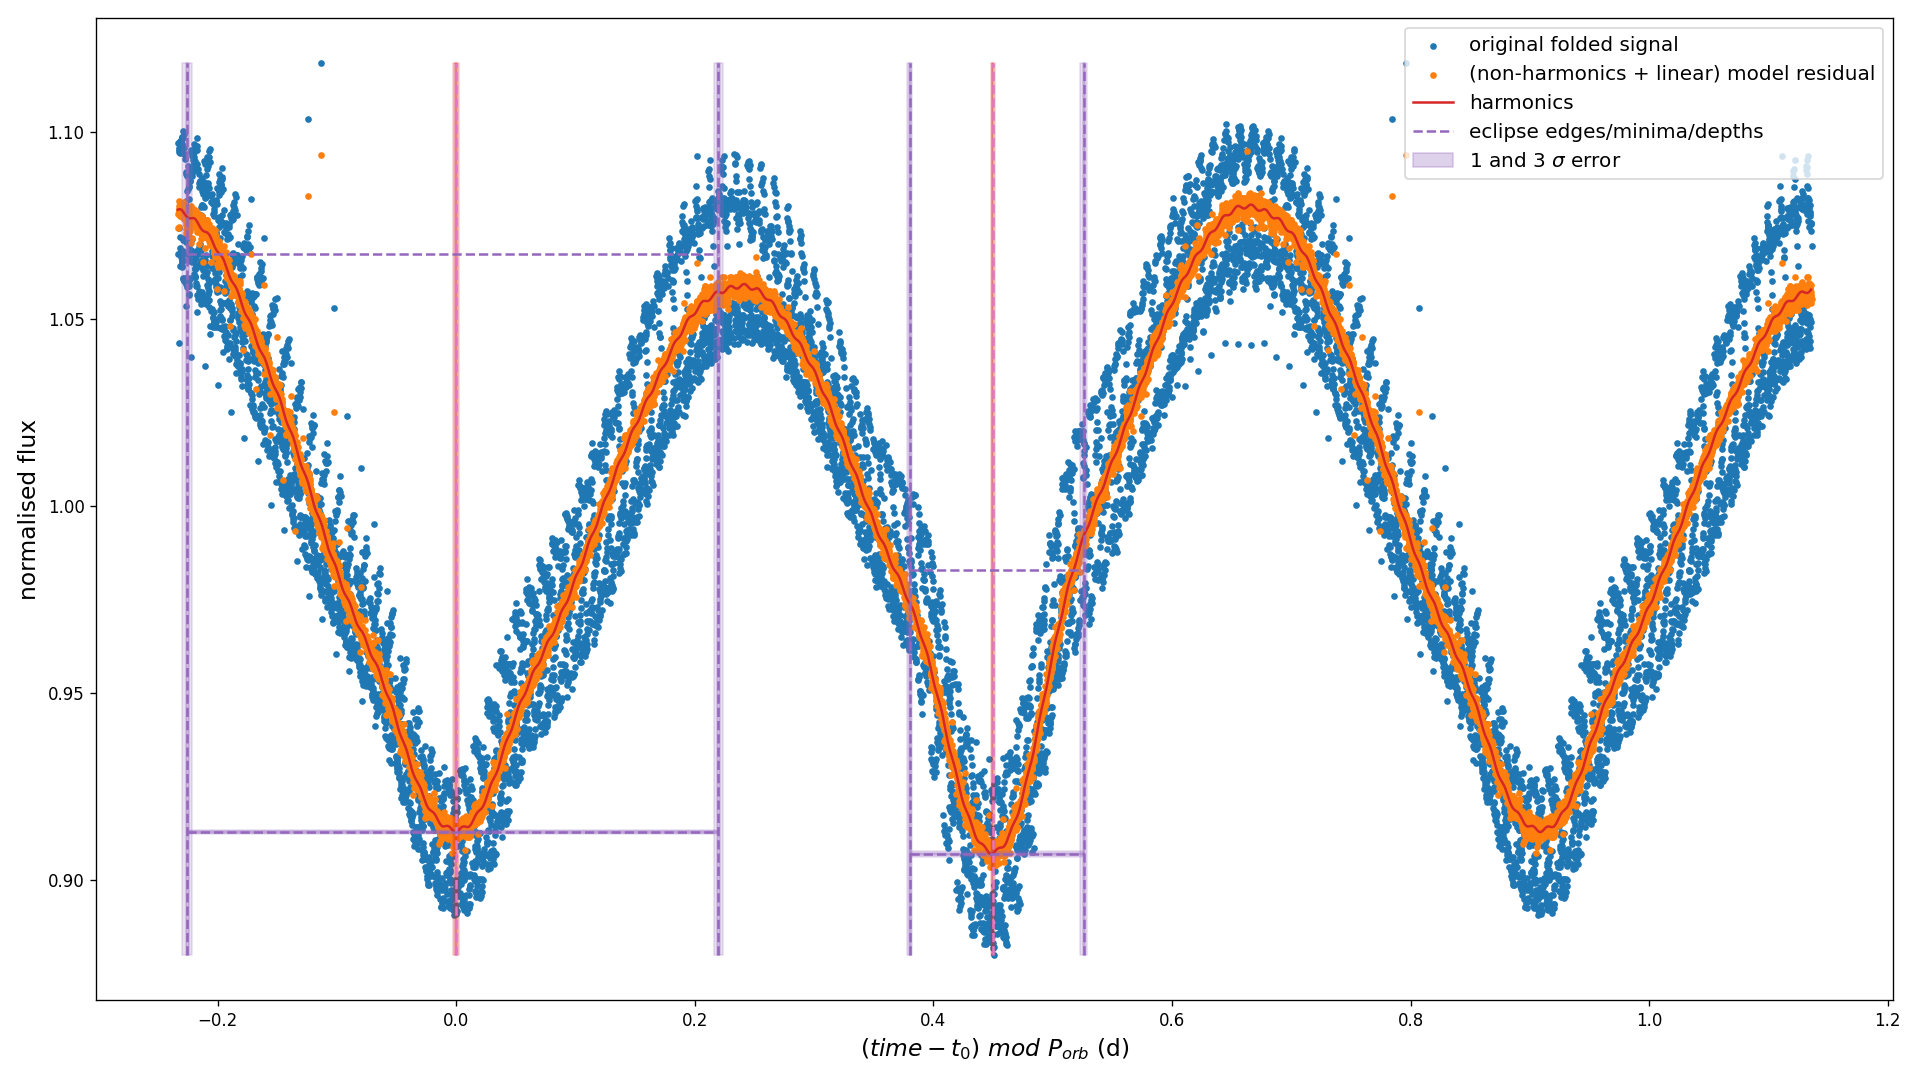 original folded signal
(non-harmonics + linear) model residual
harmonics
eclipse edges/minima/depths
1 and 3 σ error
normalised flux
1.10
1.05
1.00
0.95
0.90
−0.2
0.0
0.2
0.4
0.6
0.8
1.0
1.2
(time − t₀) mod Pₒᵣᵦ (d)